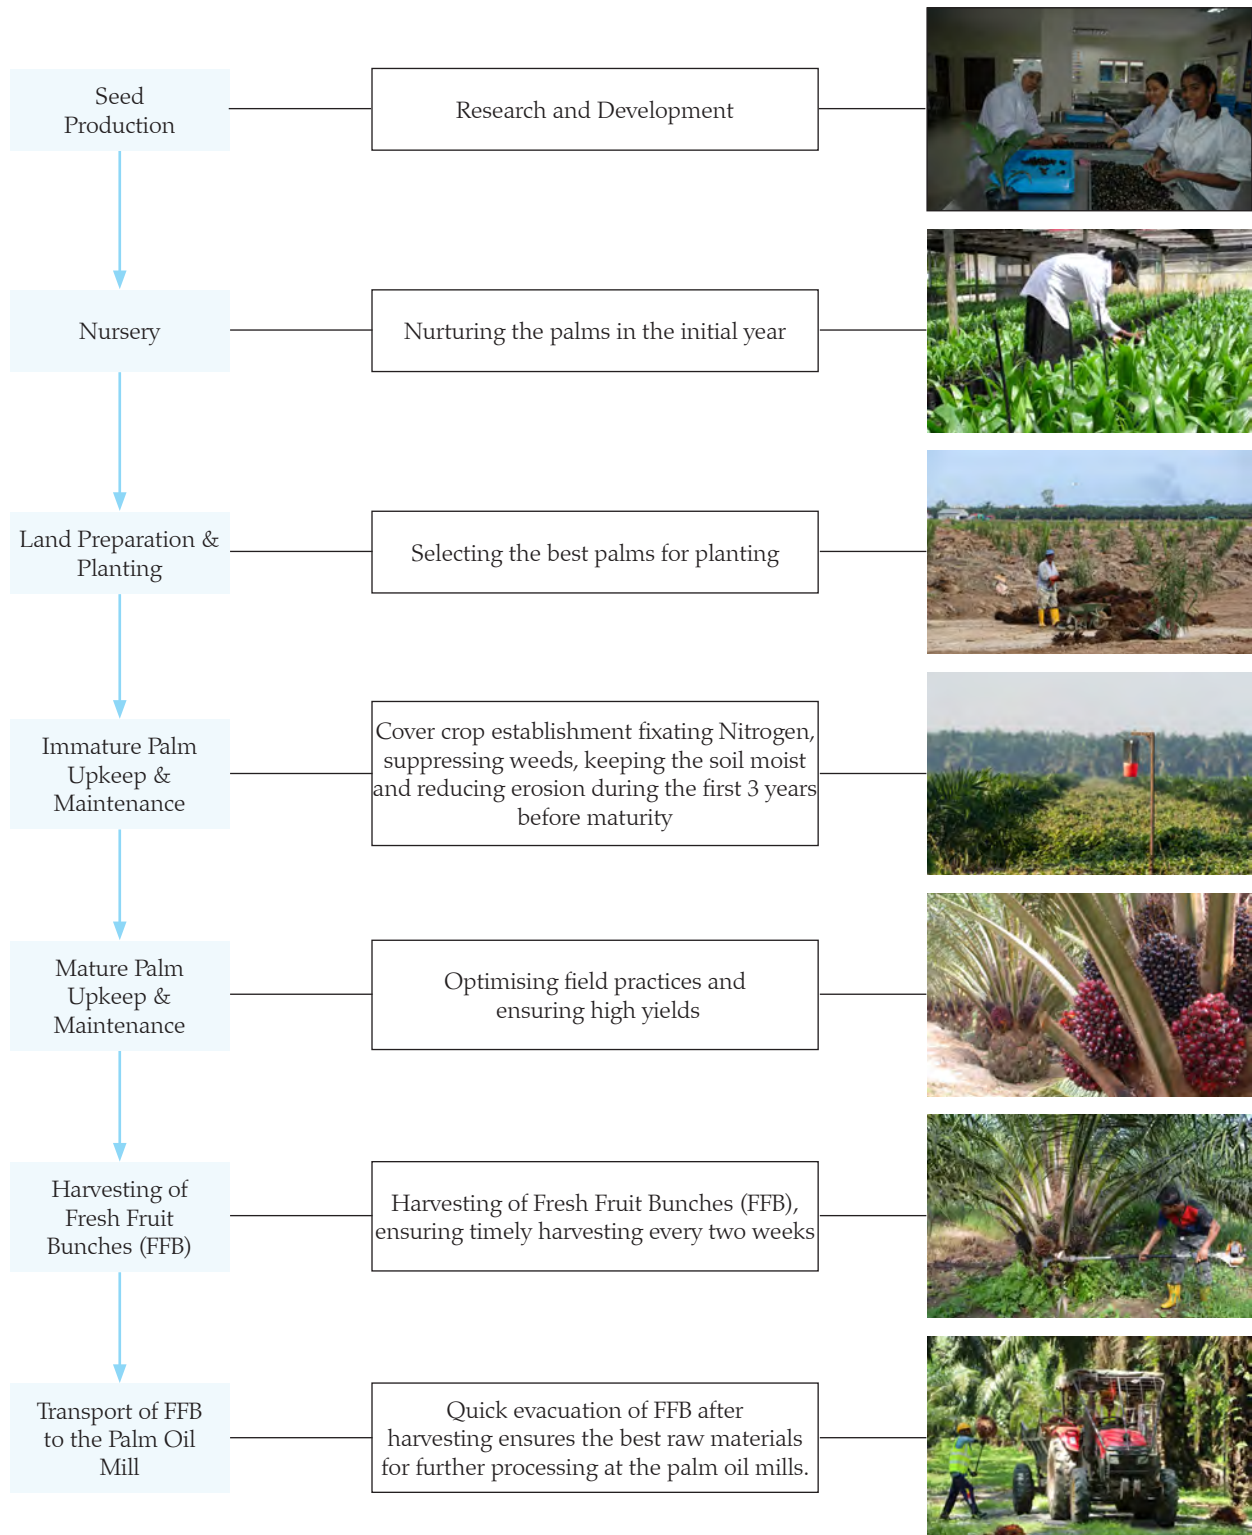 Seed
Production
Research and Development
Nursery
Nurturing the palms in the initial year
Land Preparation &
Planting
Selecting the best palms for planting
Immature Palm
Upkeep &
Maintenance
Cover crop establishment fixating Nitrogen,
suppressing weeds, keeping the soil moist
and reducing erosion during the first 3 years
before maturity
Mature Palm
Upkeep &
Maintenance
Optimising field practices and
ensuring high yields
Harvesting of
Fresh Fruit
Bunches (FFB)
Harvesting of Fresh Fruit Bunches (FFB),
ensuring timely harvesting every two weeks
Transport of FFB
to the Palm Oil
Mill
Quick evacuation of FFB after
harvesting ensures the best raw materials
for further processing at the palm oil mills.